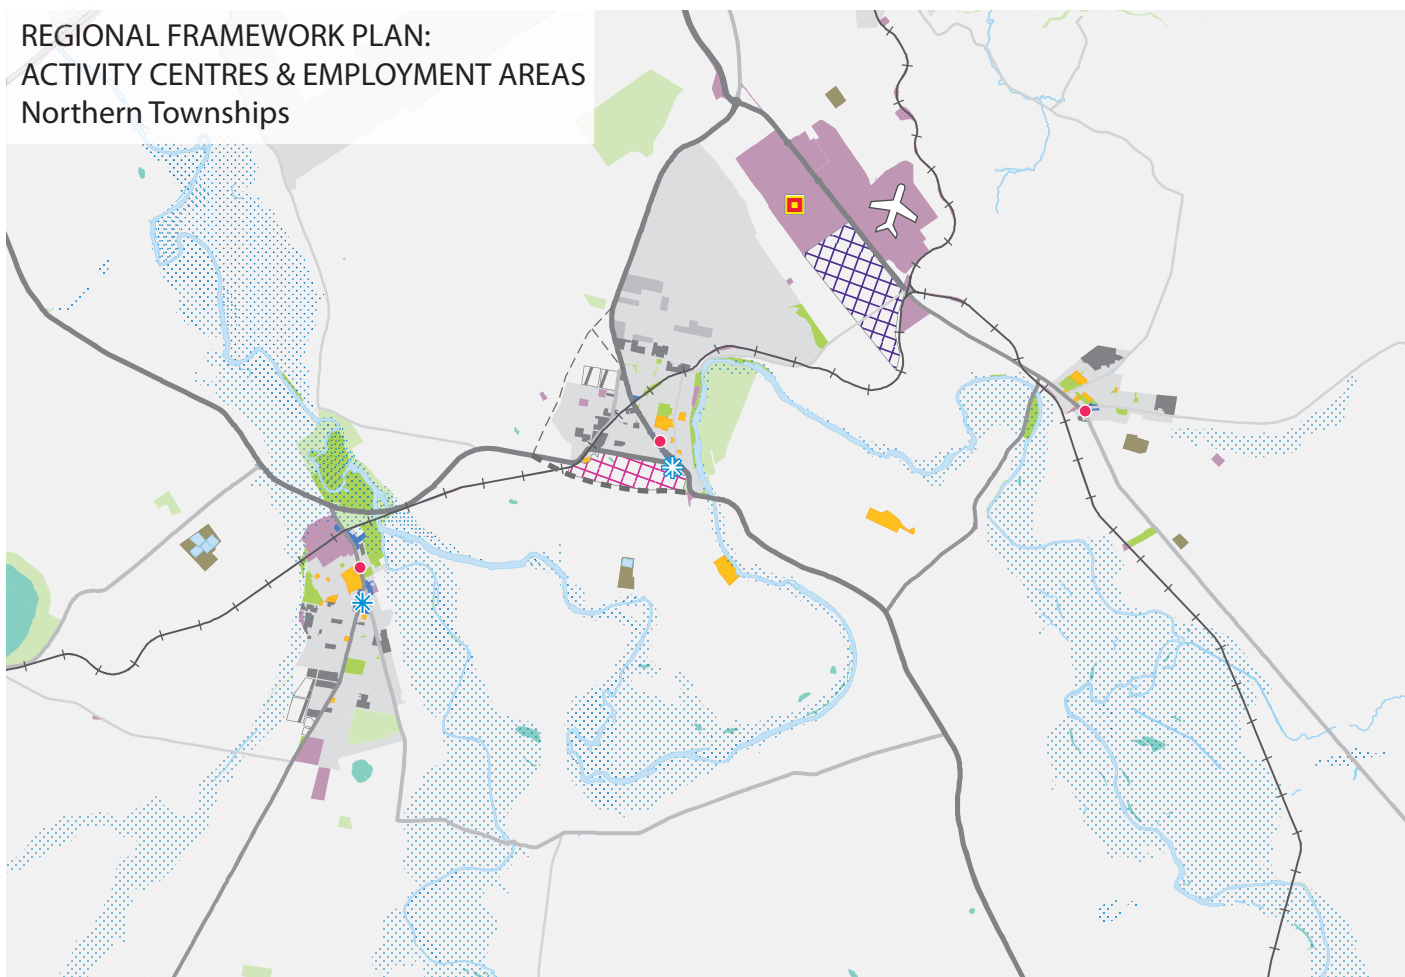 REGIONAL FRAMEWORK PLAN:
ACTIVITY CENTRES & EMPLOYMENT AREAS
Northern Townships